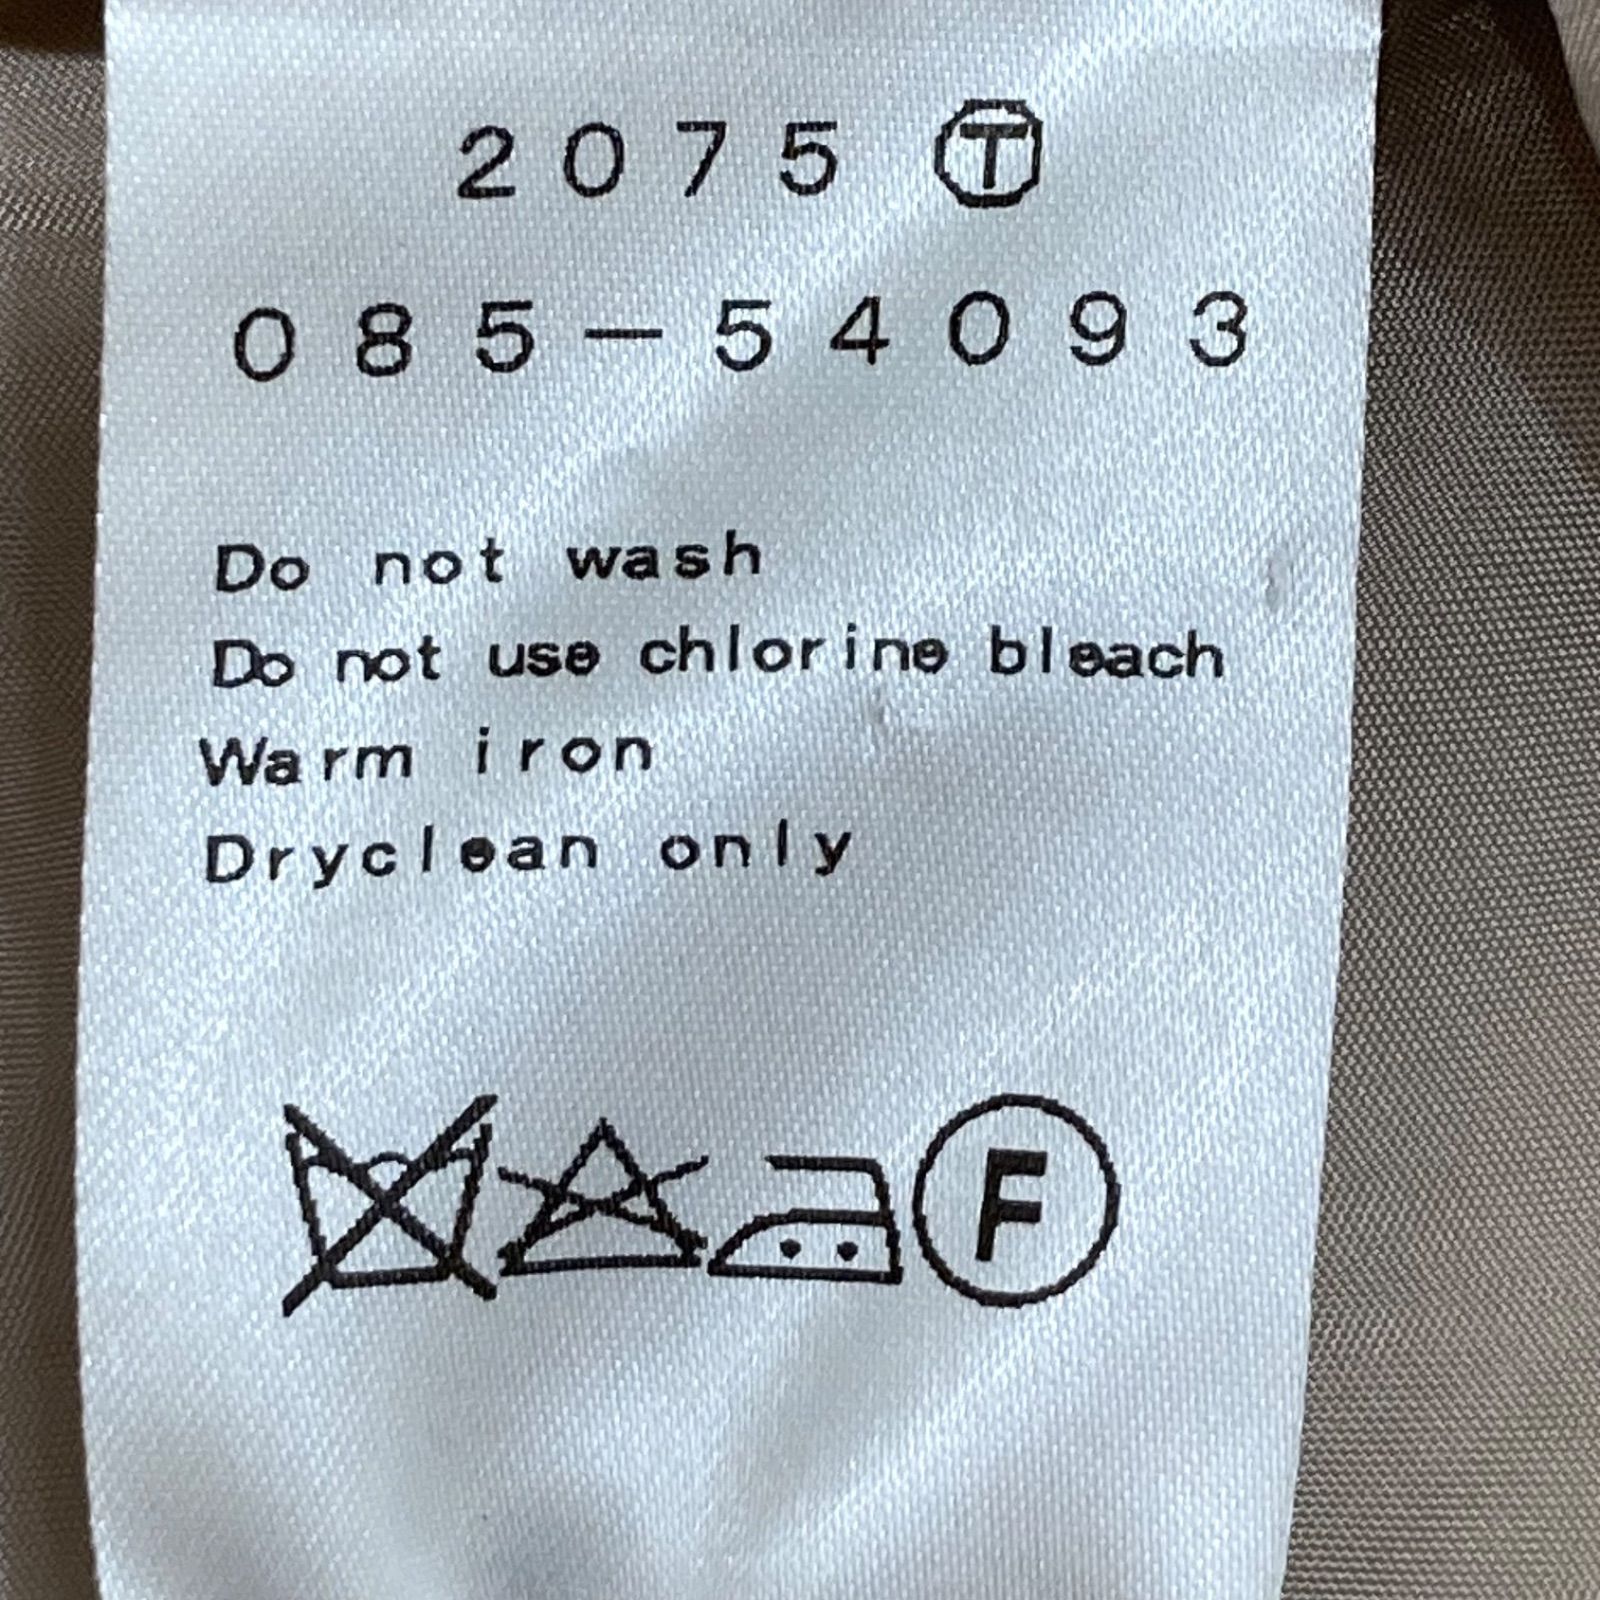 2075 Ⓣ
085-54093
Do not wash
Do not use chlorine bleach
Warm iron
Dryclean only
F